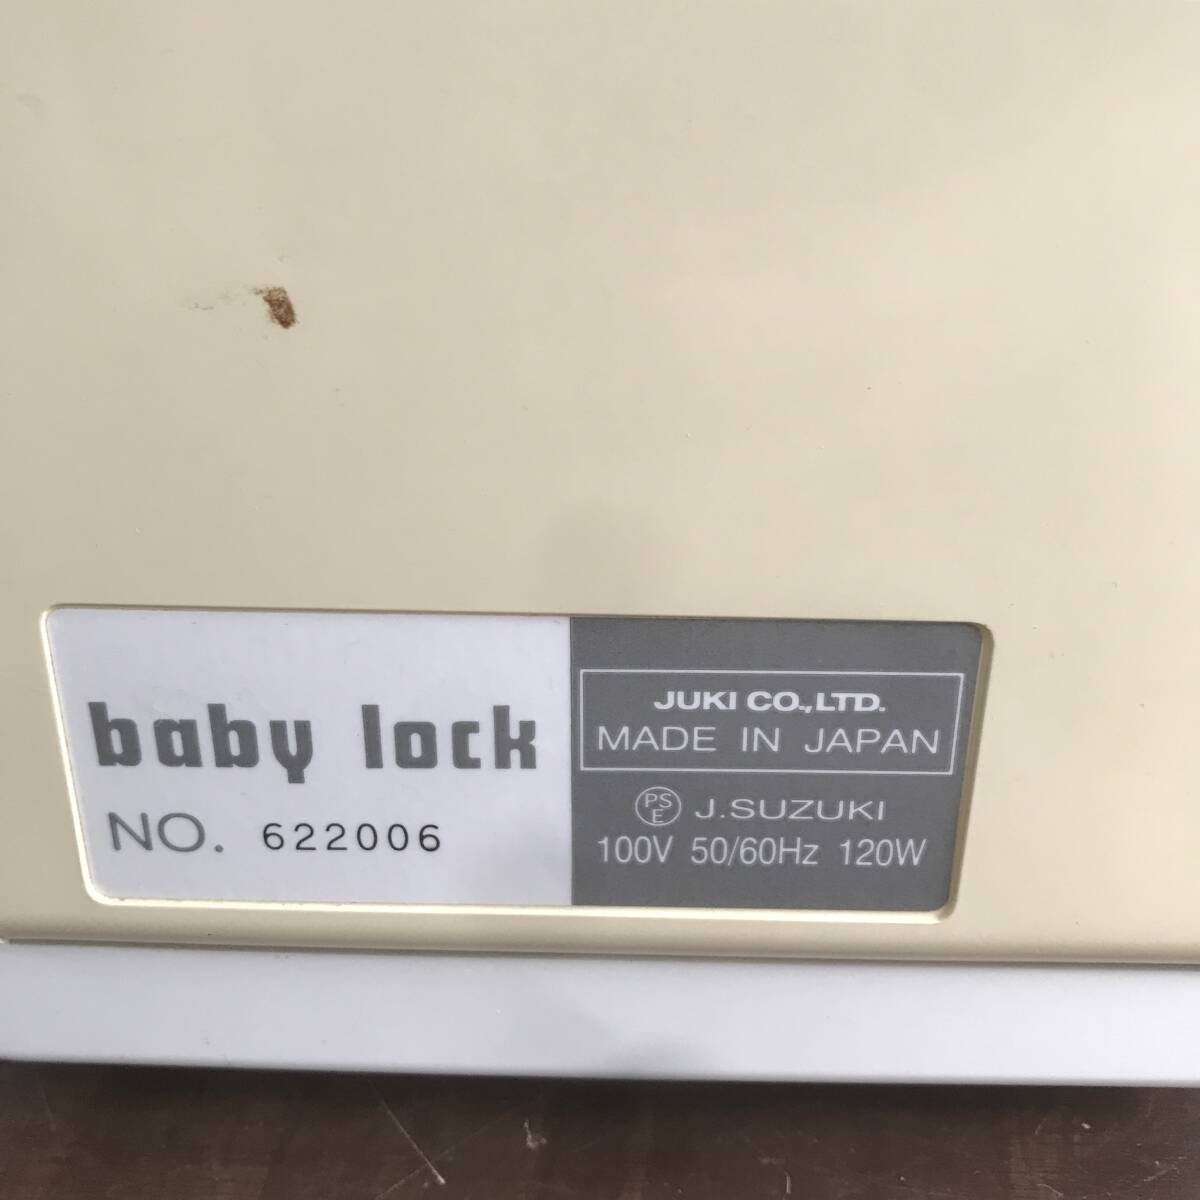 baby lock
NO. 622006
JUKI CO.,LTD.
MADE IN JAPAN
PSE J.SUZUKI
100V 50/60Hz 120W